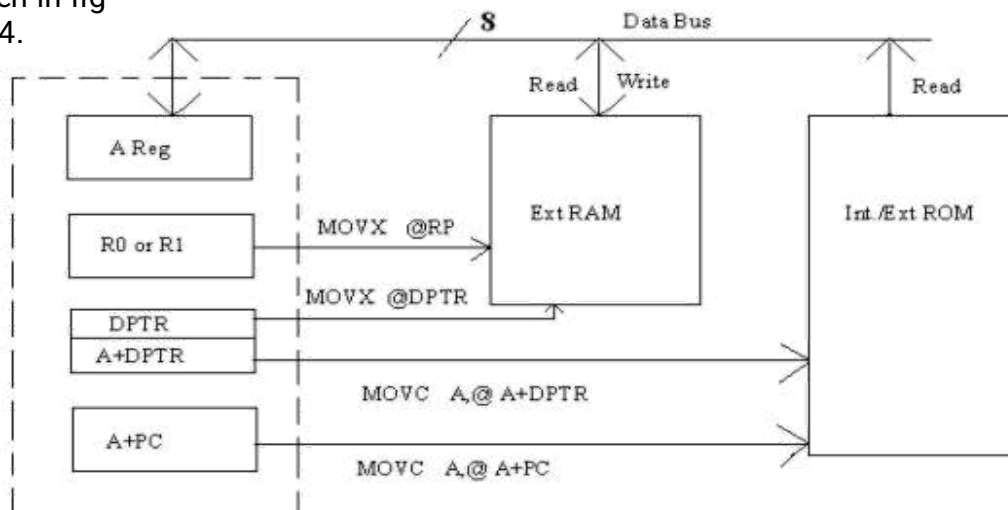 ch in fig
4.
8
Data Bus
Read
Write
Read
A Reg
Ext RAM
Int./Ext ROM
R0 or R1
MOVX @RP
MOVX @DPTR
DPTR
A+DPTR
MOVC A,@ A+DPTR
A+PC
MOVC A,@ A+PC